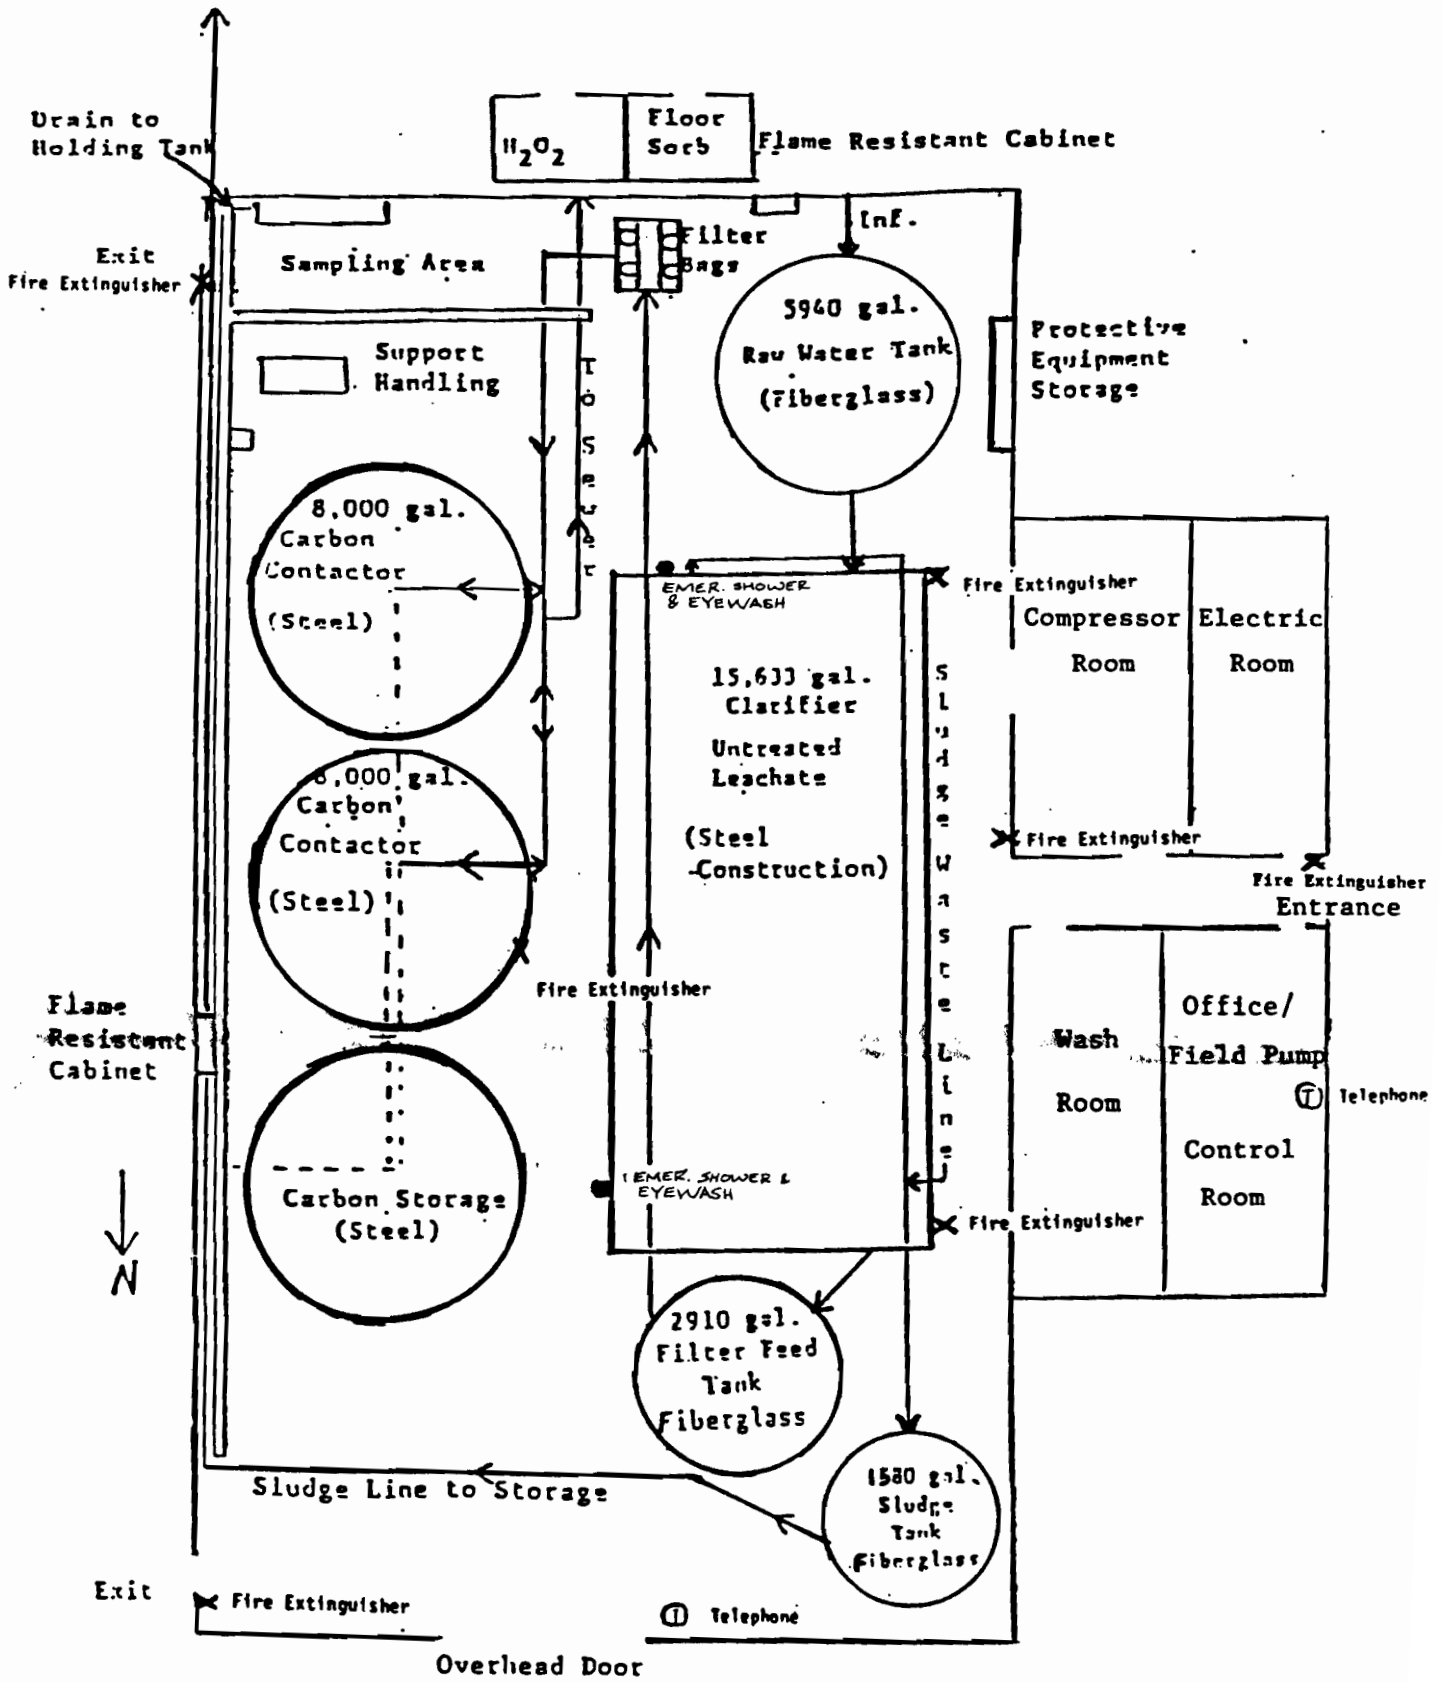 Drain to
Holding Tank
H2O2
Floor
Sorb
Flame Resistant Cabinet
Inf.
Exit
Fire Extinguisher
Sampling Area
Filter
Bags
5940 gal.
Raw Water Tank
(Fiberglass)
Protective
Equipment
Storage
Support
Handling
To Sewer
8,000 gal.
Carbon
Contactor
(Steel)
EMER. SHOWER
& EYEWASH
Fire Extinguisher
Compressor
Room
Electric
Room
15,633 gal.
Clarifier
Untreated
Leachate
(Steel
Construction)
Sludge Waste Line
8,000 gal.
Carbon
Contactor
(Steel)
Fire Extinguisher
Fire Extinguisher
Fire Extinguisher
Entrance
Flame
Resistant
Cabinet
Wash
Room
Office/
Field Pump
Control
Room
T Telephone
EMER. SHOWER &
EYEWASH
Carbon Storage
(Steel)
Fire Extinguisher
N
2910 gal.
Filter Feed
Tank
Fiberglass
1580 gal.
Sludge
Tank
Fiberglass
Sludge Line to Storage
Exit
Fire Extinguisher
T Telephone
Overhead Door